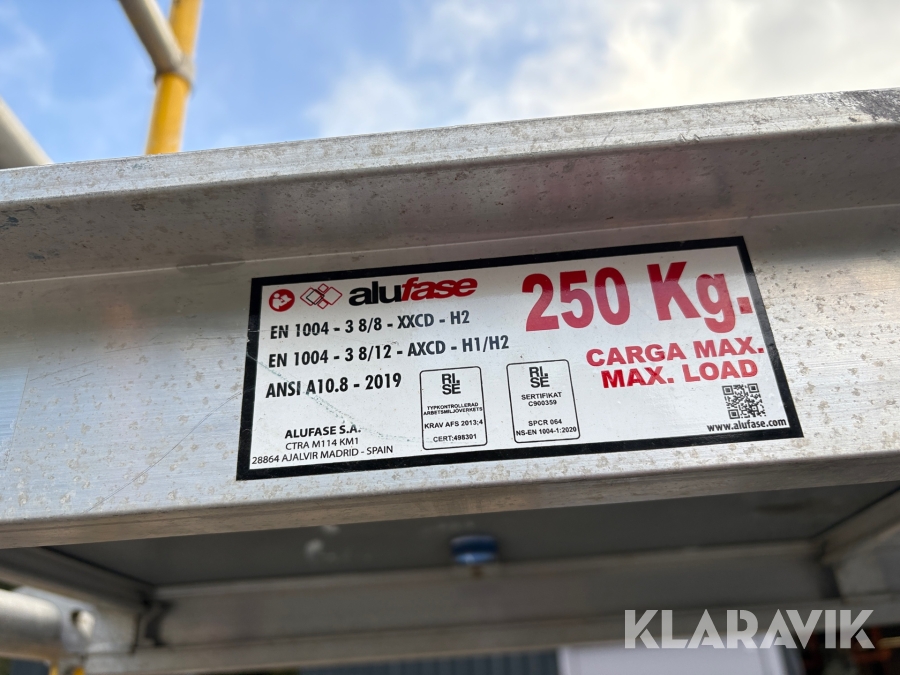 alufase
250 Kg.
EN 1004 - 3 8/8 - XXCD - H2
EN 1004 - 3 8/12 - AXCD - H1/H2
ANSI A10.8 - 2019
CARGA MAX.
MAX. LOAD
RI.
SE
TYPKONTROLLERAD
ARBETSMILJÖVERKETS
KRAV AFS 2013;4
CERT:498301
RI.
SE
SERTIFIKAT
C900359
SPCR 064
NS-EN 1004-1:2020
ALUFASE S.A.
CTRA M114 KM1
28864 AJALVIR MADRID - SPAIN
www.alufase.com
KLARAVIK